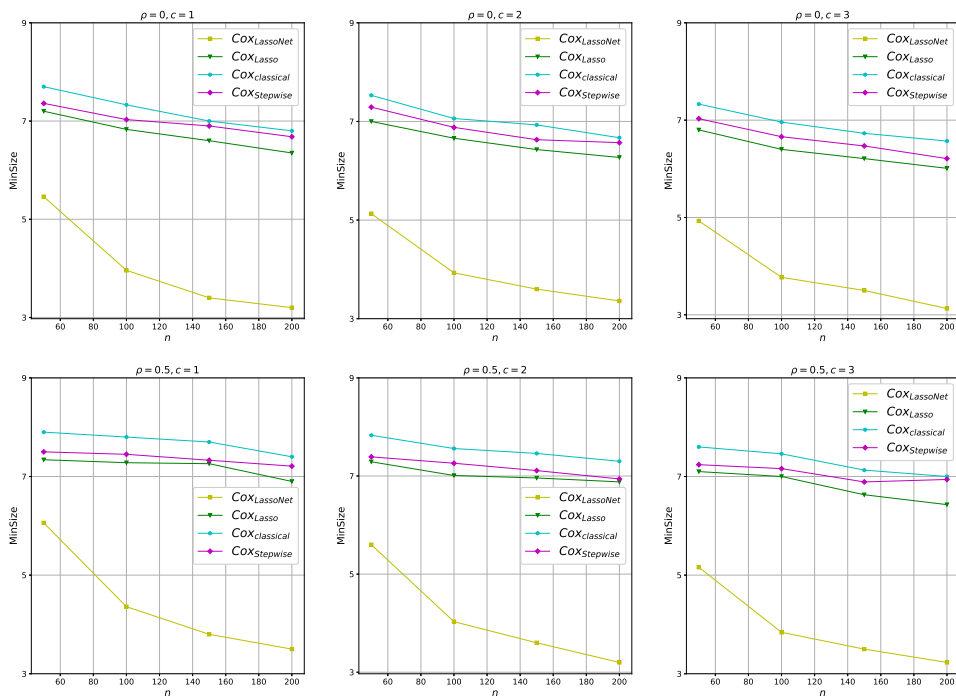 ρ = 0, c = 1
9
7
5
3
MinSize
Cox_LassoNet
Cox_Lasso
Cox_classical
Cox_Stepwise
60 80 100 120 140 160 180 200
n
ρ = 0, c = 2
9
7
5
3
MinSize
Cox_LassoNet
Cox_Lasso
Cox_classical
Cox_Stepwise
60 80 100 120 140 160 180 200
n
ρ = 0, c = 3
9
7
5
3
MinSize
Cox_LassoNet
Cox_Lasso
Cox_classical
Cox_Stepwise
60 80 100 120 140 160 180 200
n
ρ = 0.5, c = 1
9
7
5
3
MinSize
Cox_LassoNet
Cox_Lasso
Cox_classical
Cox_Stepwise
60 80 100 120 140 160 180 200
n
ρ = 0.5, c = 2
9
7
5
3
MinSize
Cox_LassoNet
Cox_Lasso
Cox_classical
Cox_Stepwise
60 80 100 120 140 160 180 200
n
ρ = 0.5, c = 3
9
7
5
3
MinSize
Cox_LassoNet
Cox_Lasso
Cox_classical
Cox_Stepwise
60 80 100 120 140 160 180 200
n